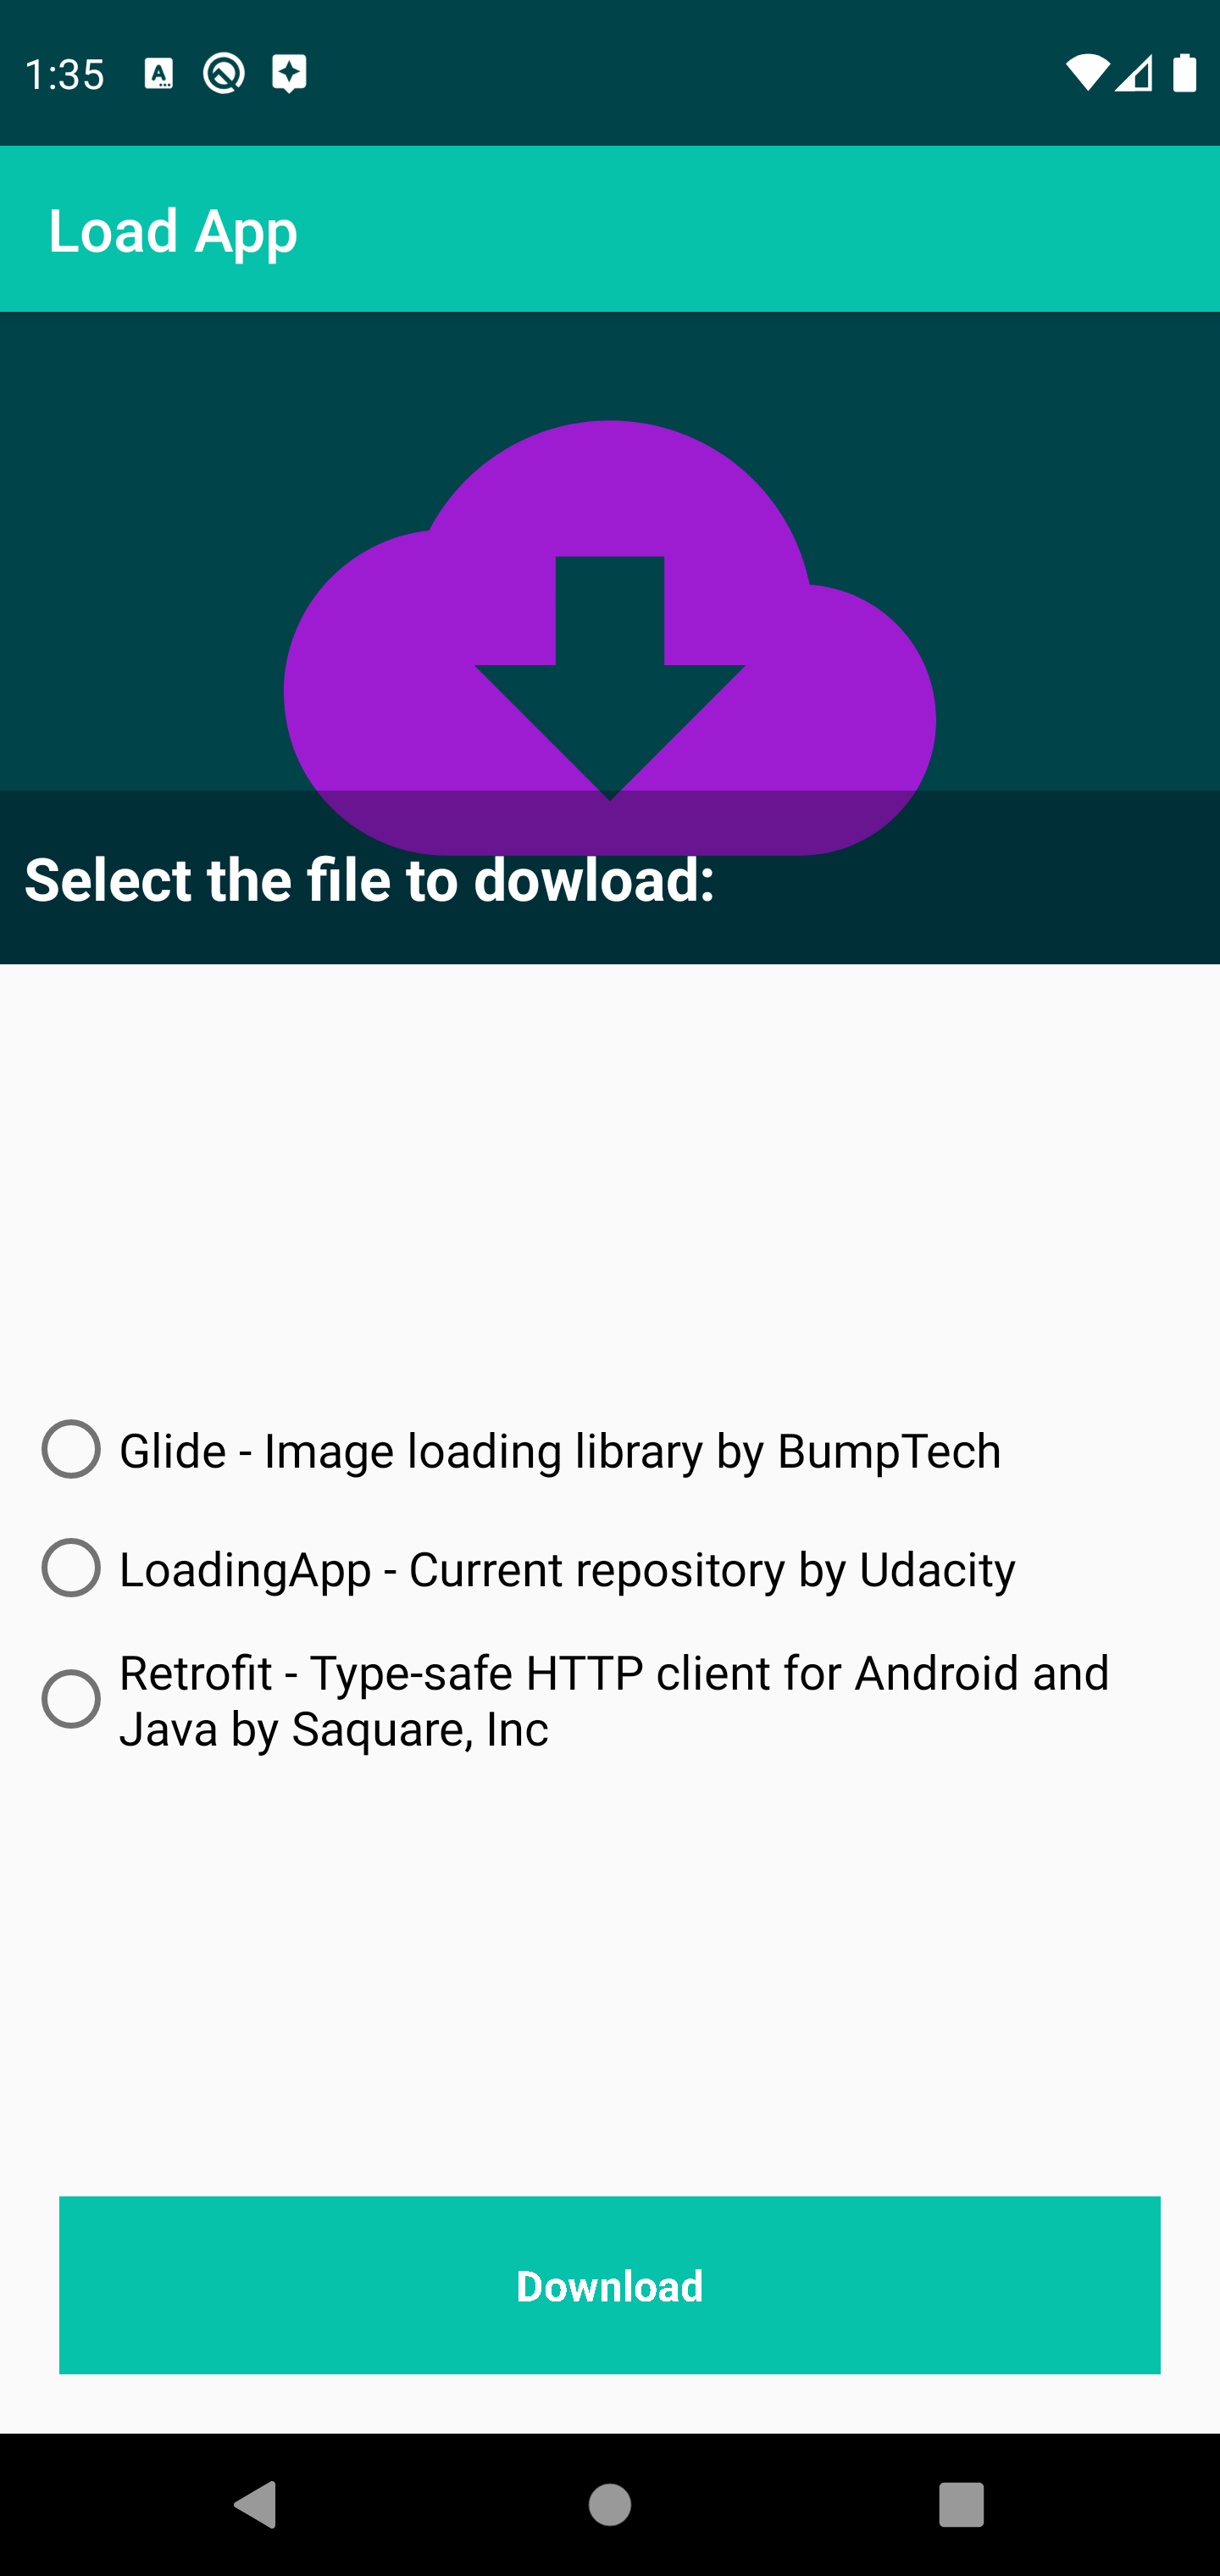 1:35
Load App
Select the file to dowload:
Glide - Image loading library by BumpTech
LoadingApp - Current repository by Udacity
Retrofit - Type-safe HTTP client for Android and
Java by Saquare, Inc
Download